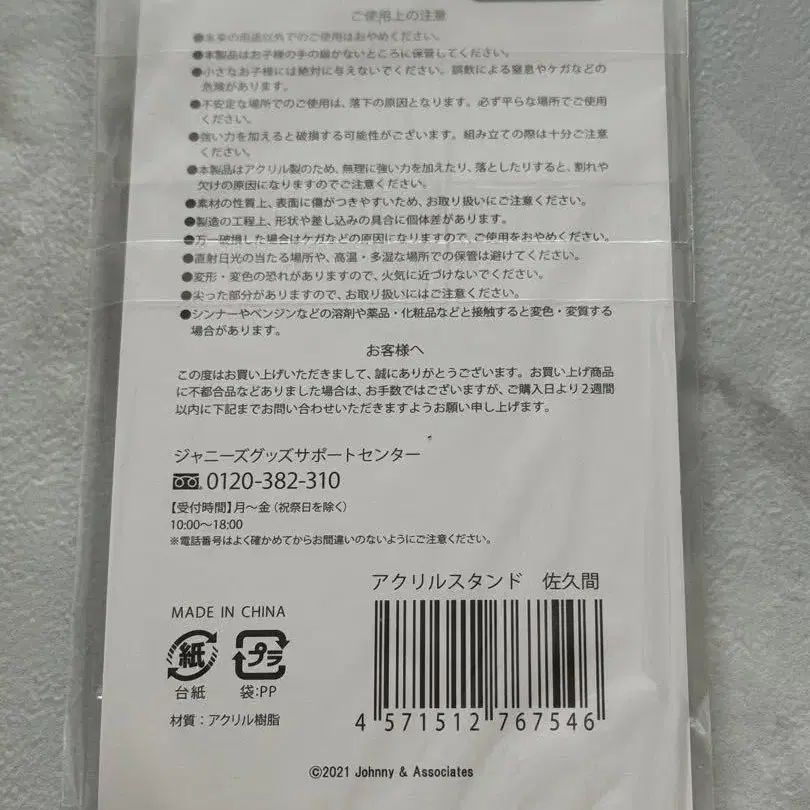 ご使用上の注意
●本来の用途以外でのご使用はおやめください。
●本製品はお子様の手の届かないところに保管してください。
●小さなお子様には絶対に与えないでください。誤飲による窒息やケガなどの
危険があります。
●不安定な場所でのご使用は、落下の原因となります。必ず平らな場所でご使用
ください。
●強い力を加えると破損する可能性がございます。組み立ての際は十分ご注意
ください。
●本製品はアクリル製のため、無理に強い力を加えたり、落としたりすると、割れや
欠けの原因になりますのでご注意ください。
●素材の性質上、表面に傷がつきやすいため、お取り扱いにご注意ください。
●製造の工程上、形状や差し込みの具合に個体差があります。
●万一破損した場合はケガなどの原因になりますので、ご使用をおやめください。
●直射日光の当たる場所や、高温・多湿な場所での保管は避けてください。
●変形・変色の恐れがありますので、火気に近づけないでください。
●尖った部分がありますので、お取り扱いにはご注意ください。
●シンナーやベンジンなどの溶剤や薬品・化粧品などと接触すると変色・変質する
場合があります。
お客様へ
この度はお買い上げいただきまして、誠にありがとうございます。お買い上げ商品
に不都合品などありました場合は、お手数ではございますが、ご購入日より2週間
以内に下記までお問い合わせいただきますようお願い申し上げます。
ジャニーズグッズサポートセンター
0120-382-310
【受付時間】月〜金（祝祭日を除く）
10:00〜18:00
※電話番号はよく確かめてからお間違いのないようにご注意ください。
アクリルスタンド 佐久間
MADE IN CHINA
紙
プラ
台紙
袋:PP
材質：アクリル樹脂
4 571512 767546
©2021 Johnny & Associates